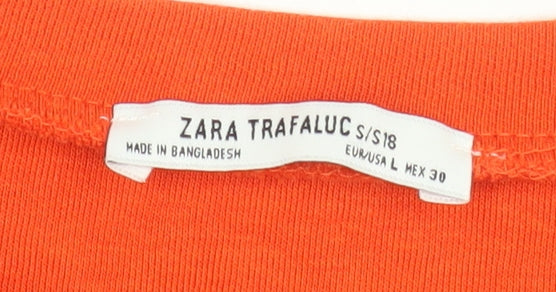 ZARA TRAFALUC S/S18
MADE IN BANGLADESH EUR/USA L MEX 30